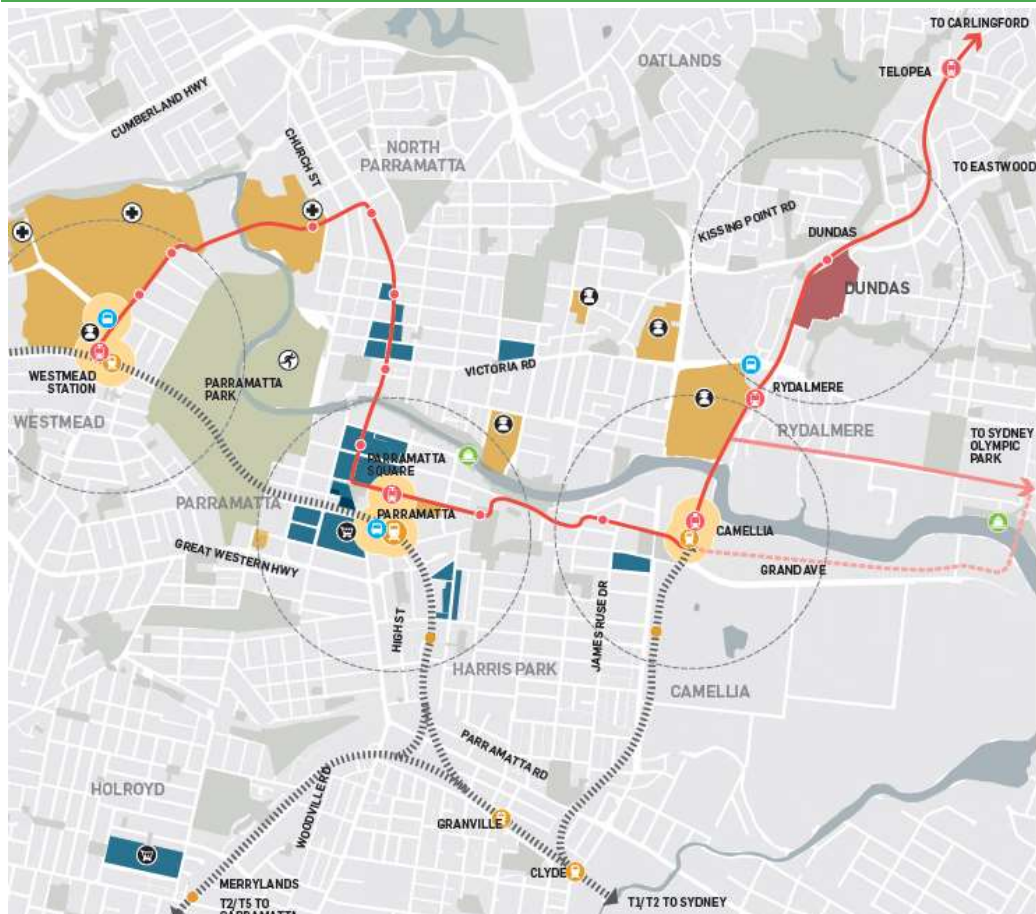 TO CARLINGFORD
OATLANDS
TELOPEA
CUMBERLAND HWY
CHURCH ST
NORTH
PARRAMATTA
TO EASTWOOD
KISSING POINT RD
DUNDAS
DUNDAS
VICTORIA RD
WESTMEAD
STATION
PARRAMATTA
PARK
RYDALMERE
WESTMEAD
RYDALMERE
TO SYDNEY
OLYMPIC
PARK
PARRAMATTA
SQUARE
PARRAMATTA
PARRAMATTA
CAMELLIA
GREAT WESTERN HWY
GRAND AVE
HIGH ST
JAMES RUSE DR
HARRIS PARK
CAMELLIA
PARRAMATTA RD
HOLROYD
WOODVILLE RD
GRANVILLE
CLYDE
MERRYLANDS
T2/T5 TO
T1/T2 TO SYDNEY